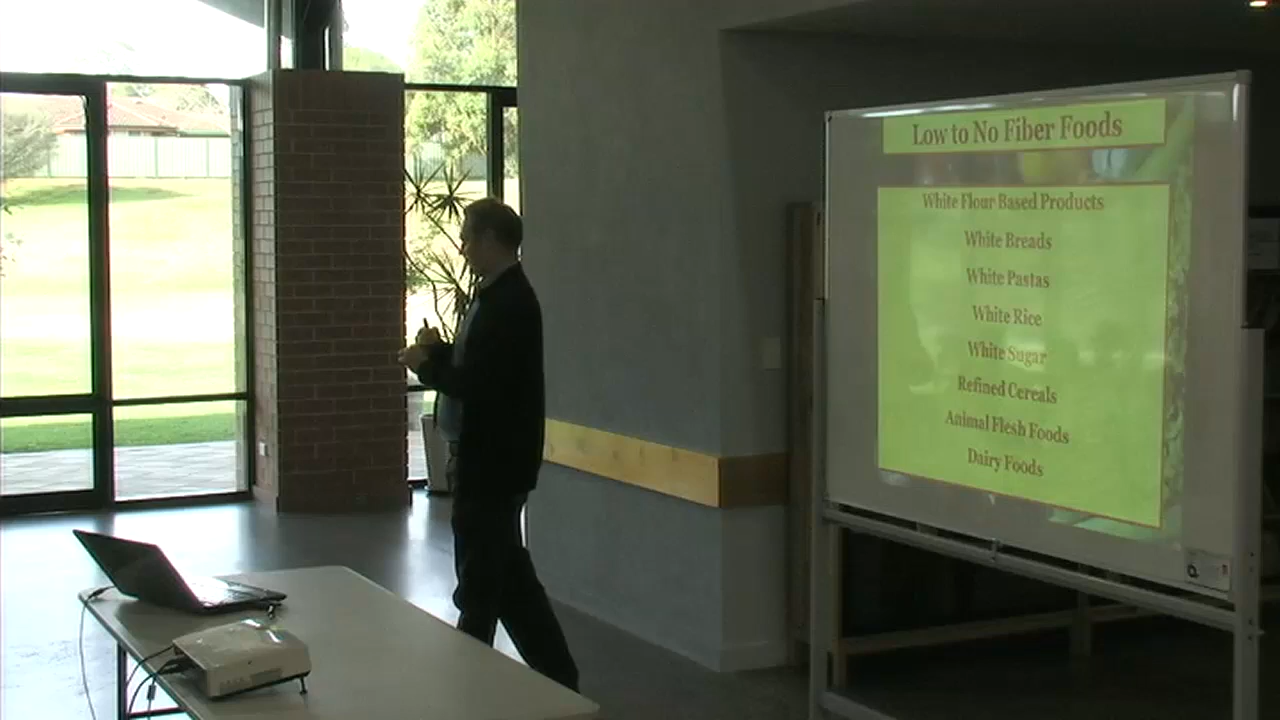 Low to No Fiber Foods
White Flour Based Products
White Breads
White Pastas
White Rice
White Sugar
Refined Cereals
Animal Flesh Foods
Dairy Foods